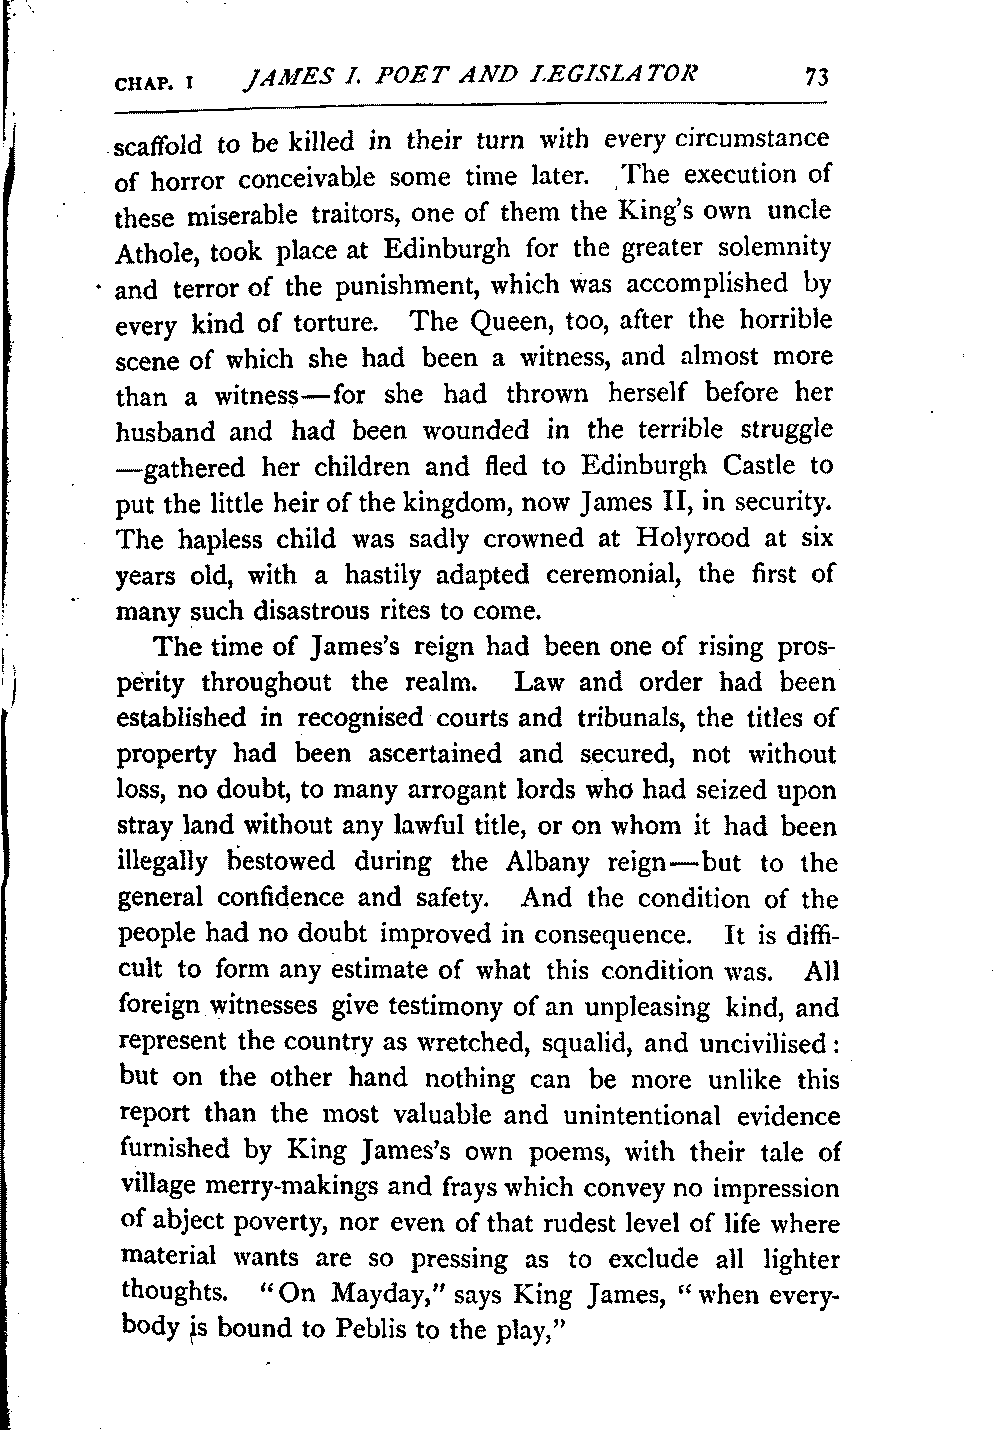 CHAP. I JAMES I. POET AND LEGISLATOR 73
scaffold to be killed in their turn with every circumstance
of horror conceivable some time later. The execution of
these miserable traitors, one of them the King's own uncle
Athole, took place at Edinburgh for the greater solemnity
and terror of the punishment, which was accomplished by
every kind of torture. The Queen, too, after the horrible
scene of which she had been a witness, and almost more
than a witness—for she had thrown herself before her
husband and had been wounded in the terrible struggle
—gathered her children and fled to Edinburgh Castle to
put the little heir of the kingdom, now James II, in security.
The hapless child was sadly crowned at Holyrood at six
years old, with a hastily adapted ceremonial, the first of
many such disastrous rites to come.
The time of James's reign had been one of rising pros-
perity throughout the realm. Law and order had been
established in recognised courts and tribunals, the titles of
property had been ascertained and secured, not without
loss, no doubt, to many arrogant lords who had seized upon
stray land without any lawful title, or on whom it had been
illegally bestowed during the Albany reign—but to the
general confidence and safety. And the condition of the
people had no doubt improved in consequence. It is diffi-
cult to form any estimate of what this condition was. All
foreign witnesses give testimony of an unpleasing kind, and
represent the country as wretched, squalid, and uncivilised:
but on the other hand nothing can be more unlike this
report than the most valuable and unintentional evidence
furnished by King James's own poems, with their tale of
village merry-makings and frays which convey no impression
of abject poverty, nor even of that rudest level of life where
material wants are so pressing as to exclude all lighter
thoughts. "On Mayday," says King James, "when every-
body is bound to Peblis to the play,"